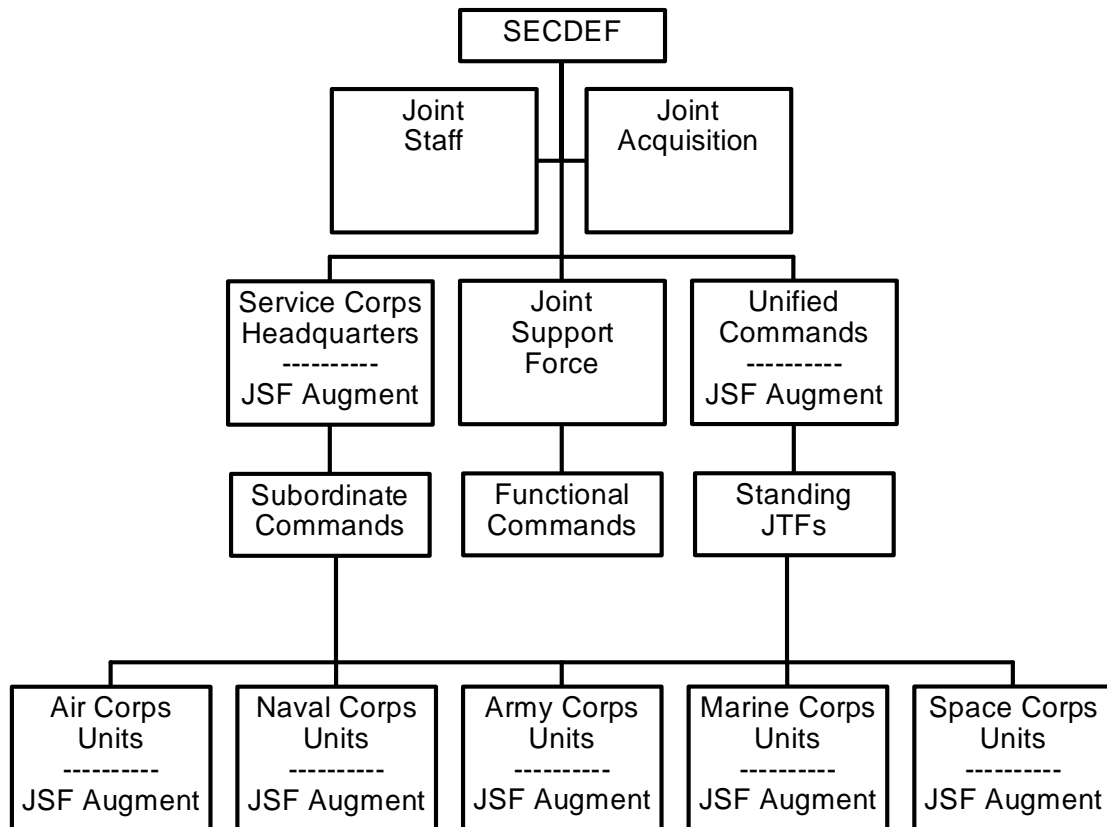 SECDEF
Joint
Staff
Joint
Acquisition
Service Corps
Headquarters
----------
JSF Augment
Joint
Support
Force
Unified
Commands
----------
JSF Augment
Subordinate
Commands
Functional
Commands
Standing
JTFs
Air Corps
Units
----------
JSF Augment
Naval Corps
Units
----------
JSF Augment
Army Corps
Units
----------
JSF Augment
Marine Corps
Units
----------
JSF Augment
Space Corps
Units
----------
JSF Augment